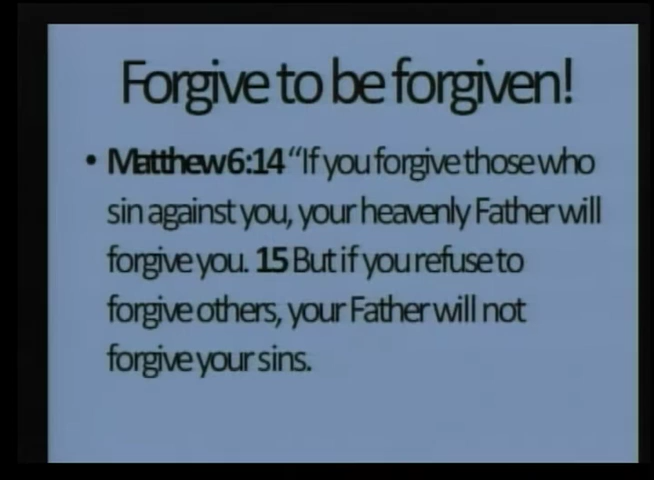 Forgive to be forgiven!
• Matthew 6:14 “If you forgive those who
sin against you, your heavenly Father will
forgive you. 15 But if you refuse to
forgive others, your Father will not
forgive your sins.